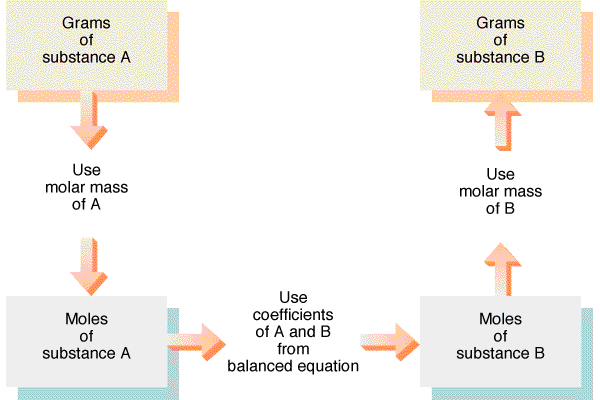 Grams
of
substance A
Grams
of
substance B
Use
molar mass
of A
Use
molar mass
of B
Moles
of
substance A
Use
coefficients
of A and B
from
balanced equation
Moles
of
substance B